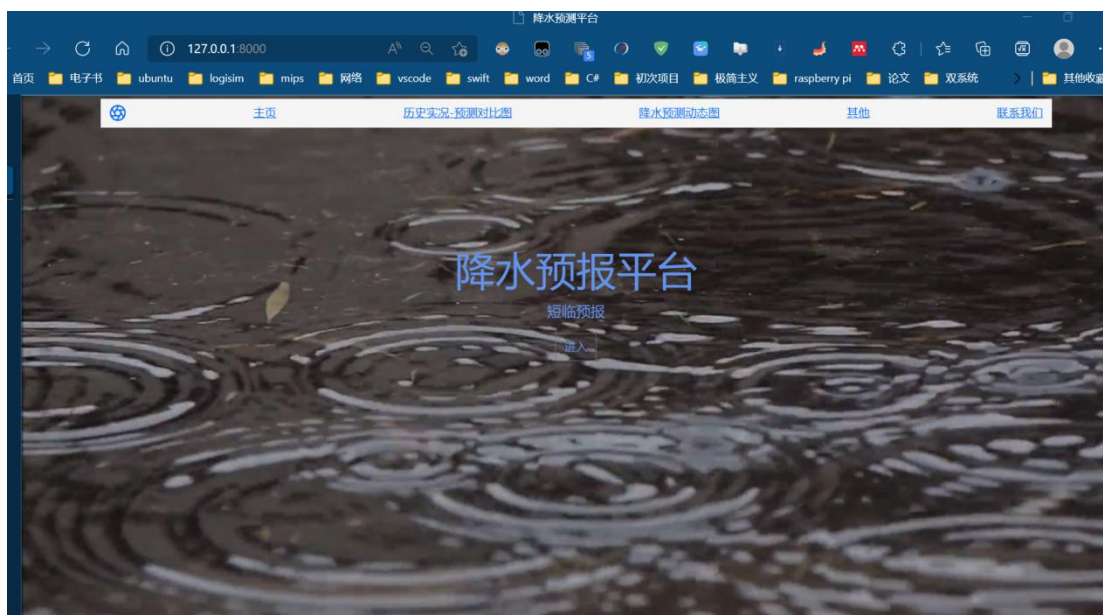 降水预测平台
127.0.0.1:8000
首页 电子书 ubuntu logisim mips 网络 vscode swift word C# 初次项目 极简主义 raspberry pi 论文 双系统 其他收藏
主页 历史实况-预测对比图 降水预测动态图 其他 联系我们
降水预报平台
短临预报
进入...